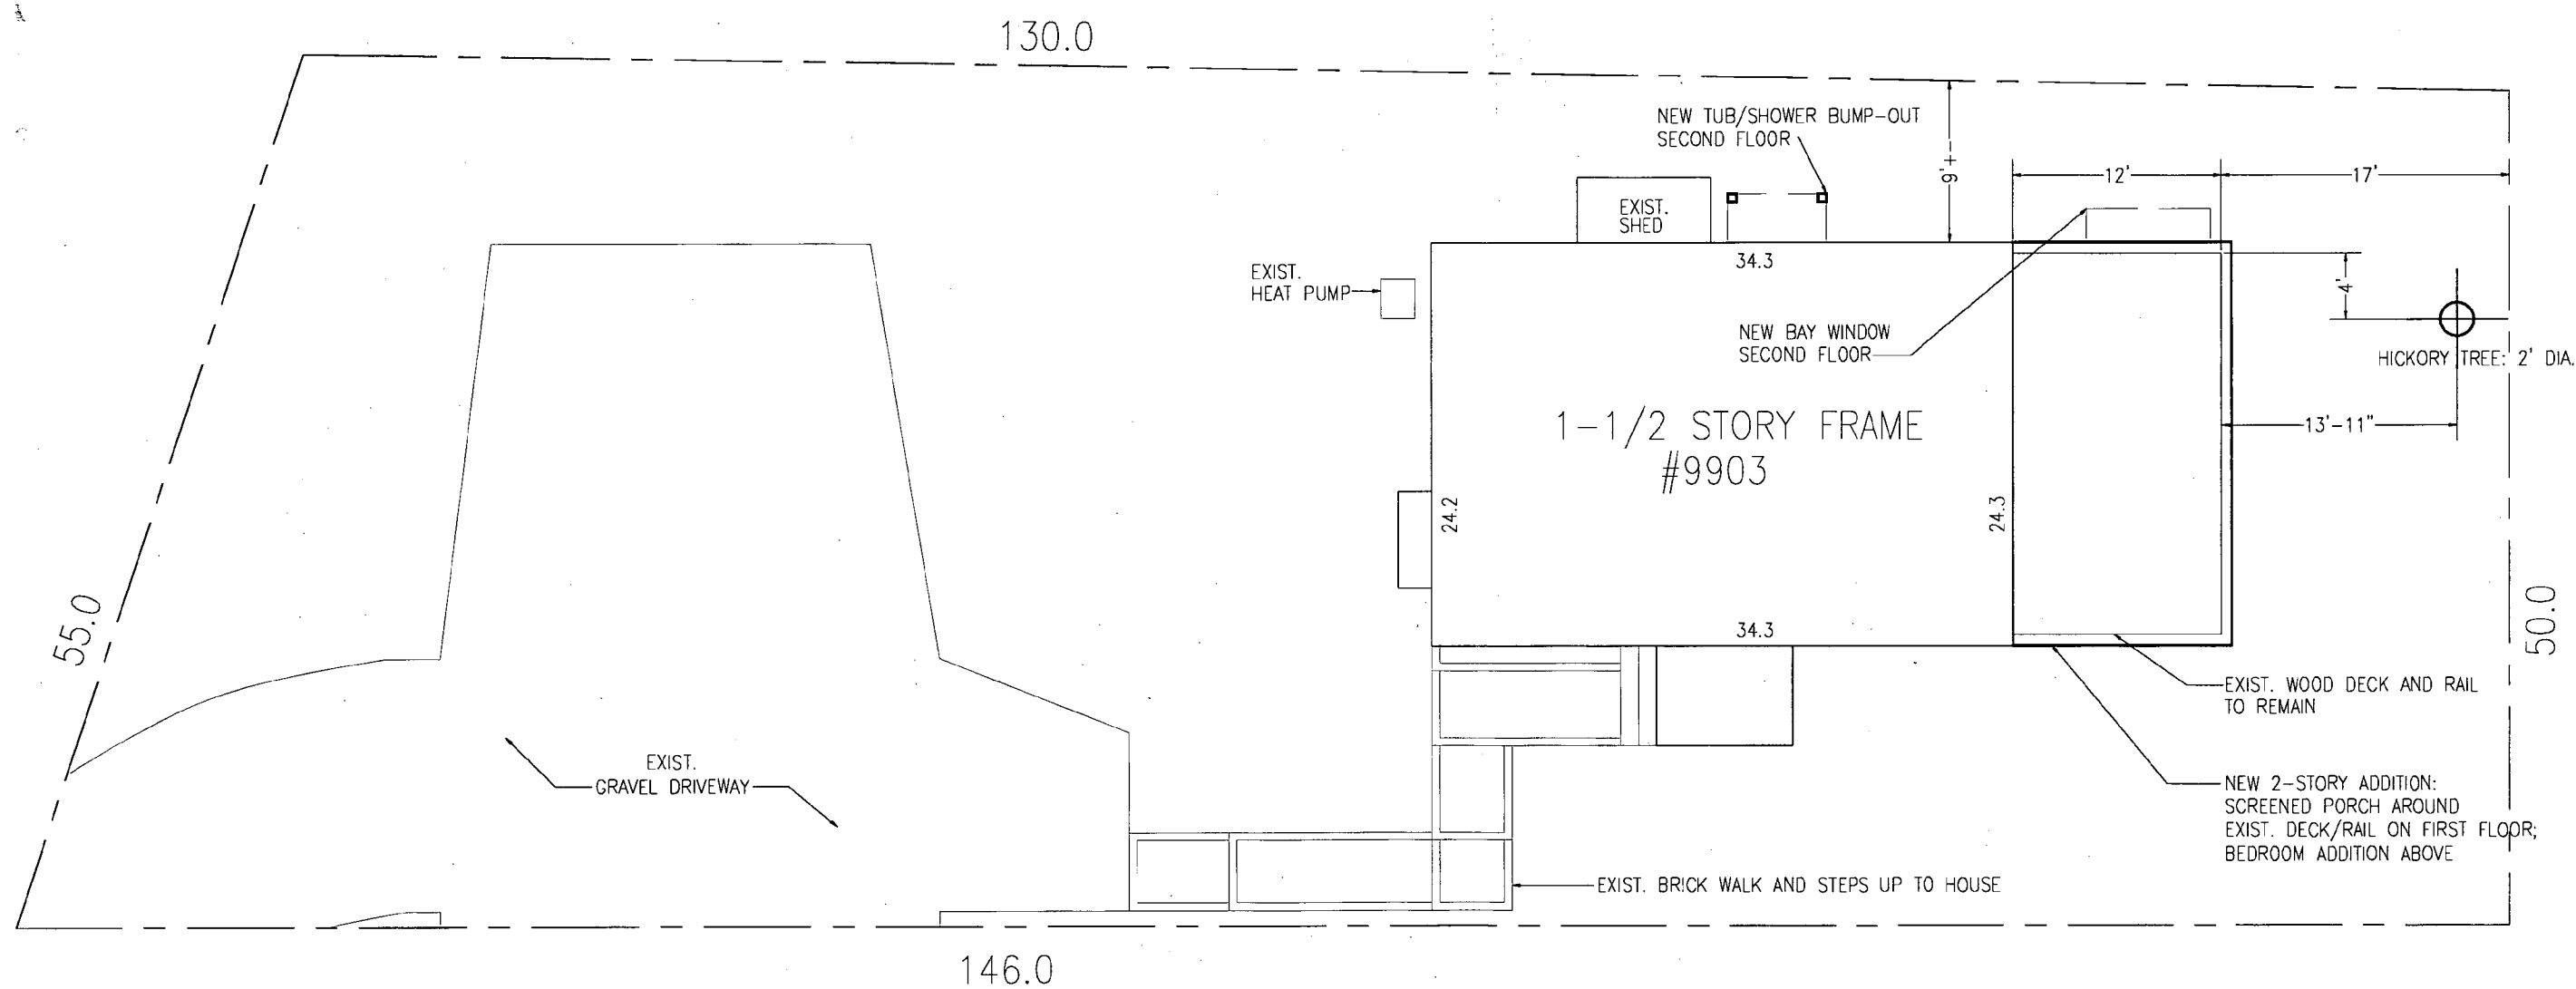 130.0
NEW TUB/SHOWER BUMP-OUT
SECOND FLOOR
9'+-
12'
17'
EXIST.
SHED
34.3
EXIST.
HEAT PUMP
4'
NEW BAY WINDOW
SECOND FLOOR
HICKORY TREE: 2' DIA.
1-1/2 STORY FRAME
#9903
13'-11"
24.2
24.3
55.0
50.0
34.3
EXIST. WOOD DECK AND RAIL
TO REMAIN
EXIST.
GRAVEL DRIVEWAY
NEW 2-STORY ADDITION:
SCREENED PORCH AROUND
EXIST. DECK/RAIL ON FIRST FLOOR;
BEDROOM ADDITION ABOVE
EXIST. BRICK WALK AND STEPS UP TO HOUSE
146.0